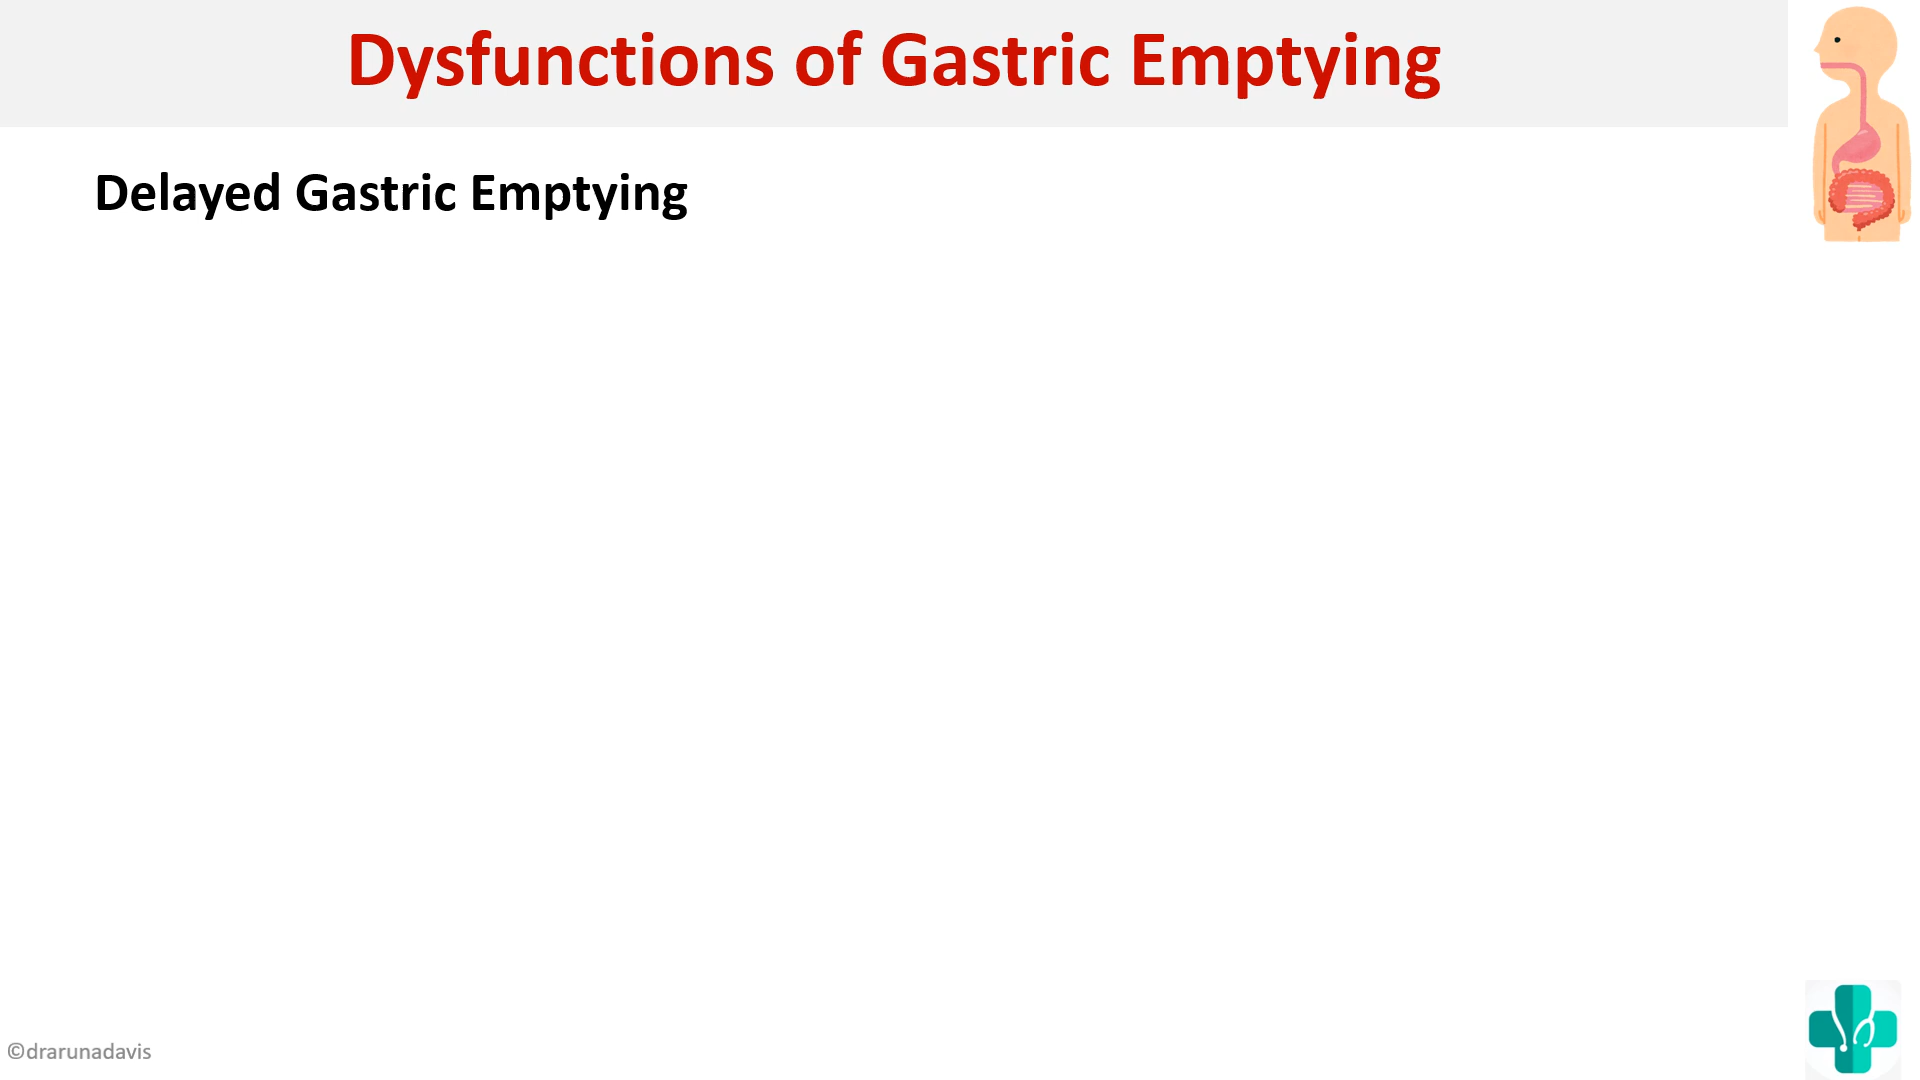 Dysfunctions of Gastric Emptying
Delayed Gastric Emptying
©drarunadavis